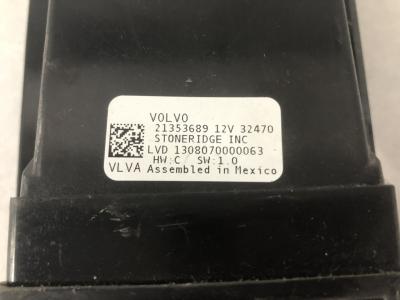 VOLVO
21353689 12V 32470
STONERIDGE INC
LVD 1308070000063
HW:C SW:1.0
VLVA Assembled in Mexico